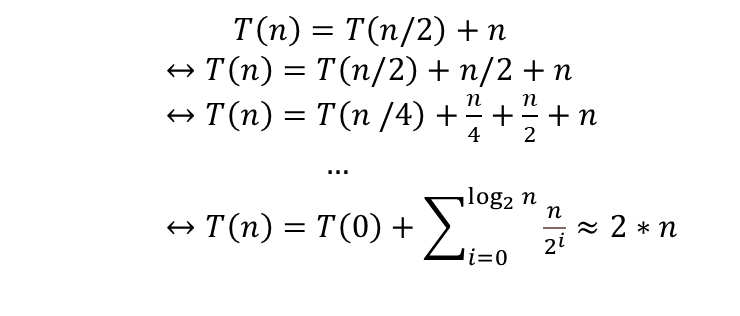 T(n) = T(n/2) + n
↔ T(n) = T(n/2) + n/2 + n
↔ T(n) = T(n /4) + n/4 + n/2 + n
...
↔ T(n) = T(0) + ∑_{i=0}^{log₂ n} n/2^i ≈ 2 * n